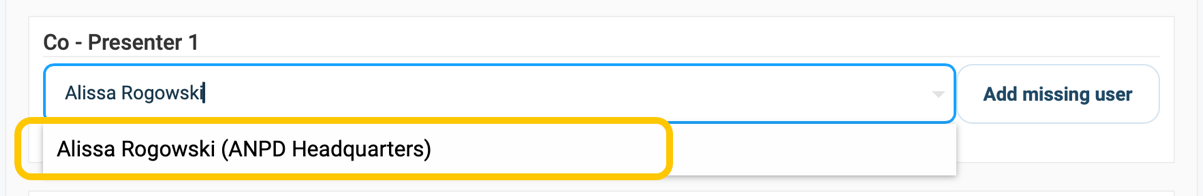 Co - Presenter 1
Alissa Rogowski
Add missing user
Alissa Rogowski (ANPD Headquarters)